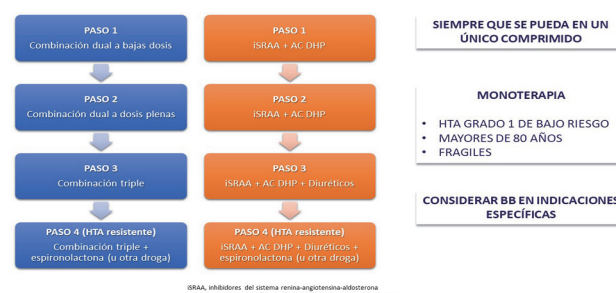 PASO 1
Combinación dual a bajas dosis
PASO 2
Combinación dual a dosis plenas
PASO 3
Combinación triple
PASO 4 (HTA resistente)
Combinación triple +
espironolactona (u otra droga)
PASO 1
iSRAA + AC DHP
PASO 2
iSRAA + AC DHP
PASO 3
iSRAA + AC DHP + Diuréticos
PASO 4 (HTA resistente)
iSRAA + AC DHP + Diuréticos +
espironolactona (u otra droga)
SIEMPRE QUE SE PUEDA EN UN
ÚNICO COMPRIMIDO
MONOTERAPIA
• HTA GRADO 1 DE BAJO RIESGO
• MAYORES DE 80 AÑOS
• FRAGILES
CONSIDERAR BB EN INDICACIONES
ESPECÍFICAS
iSRAA, inhibidores del sistema renina-angiotensina-aldosterona